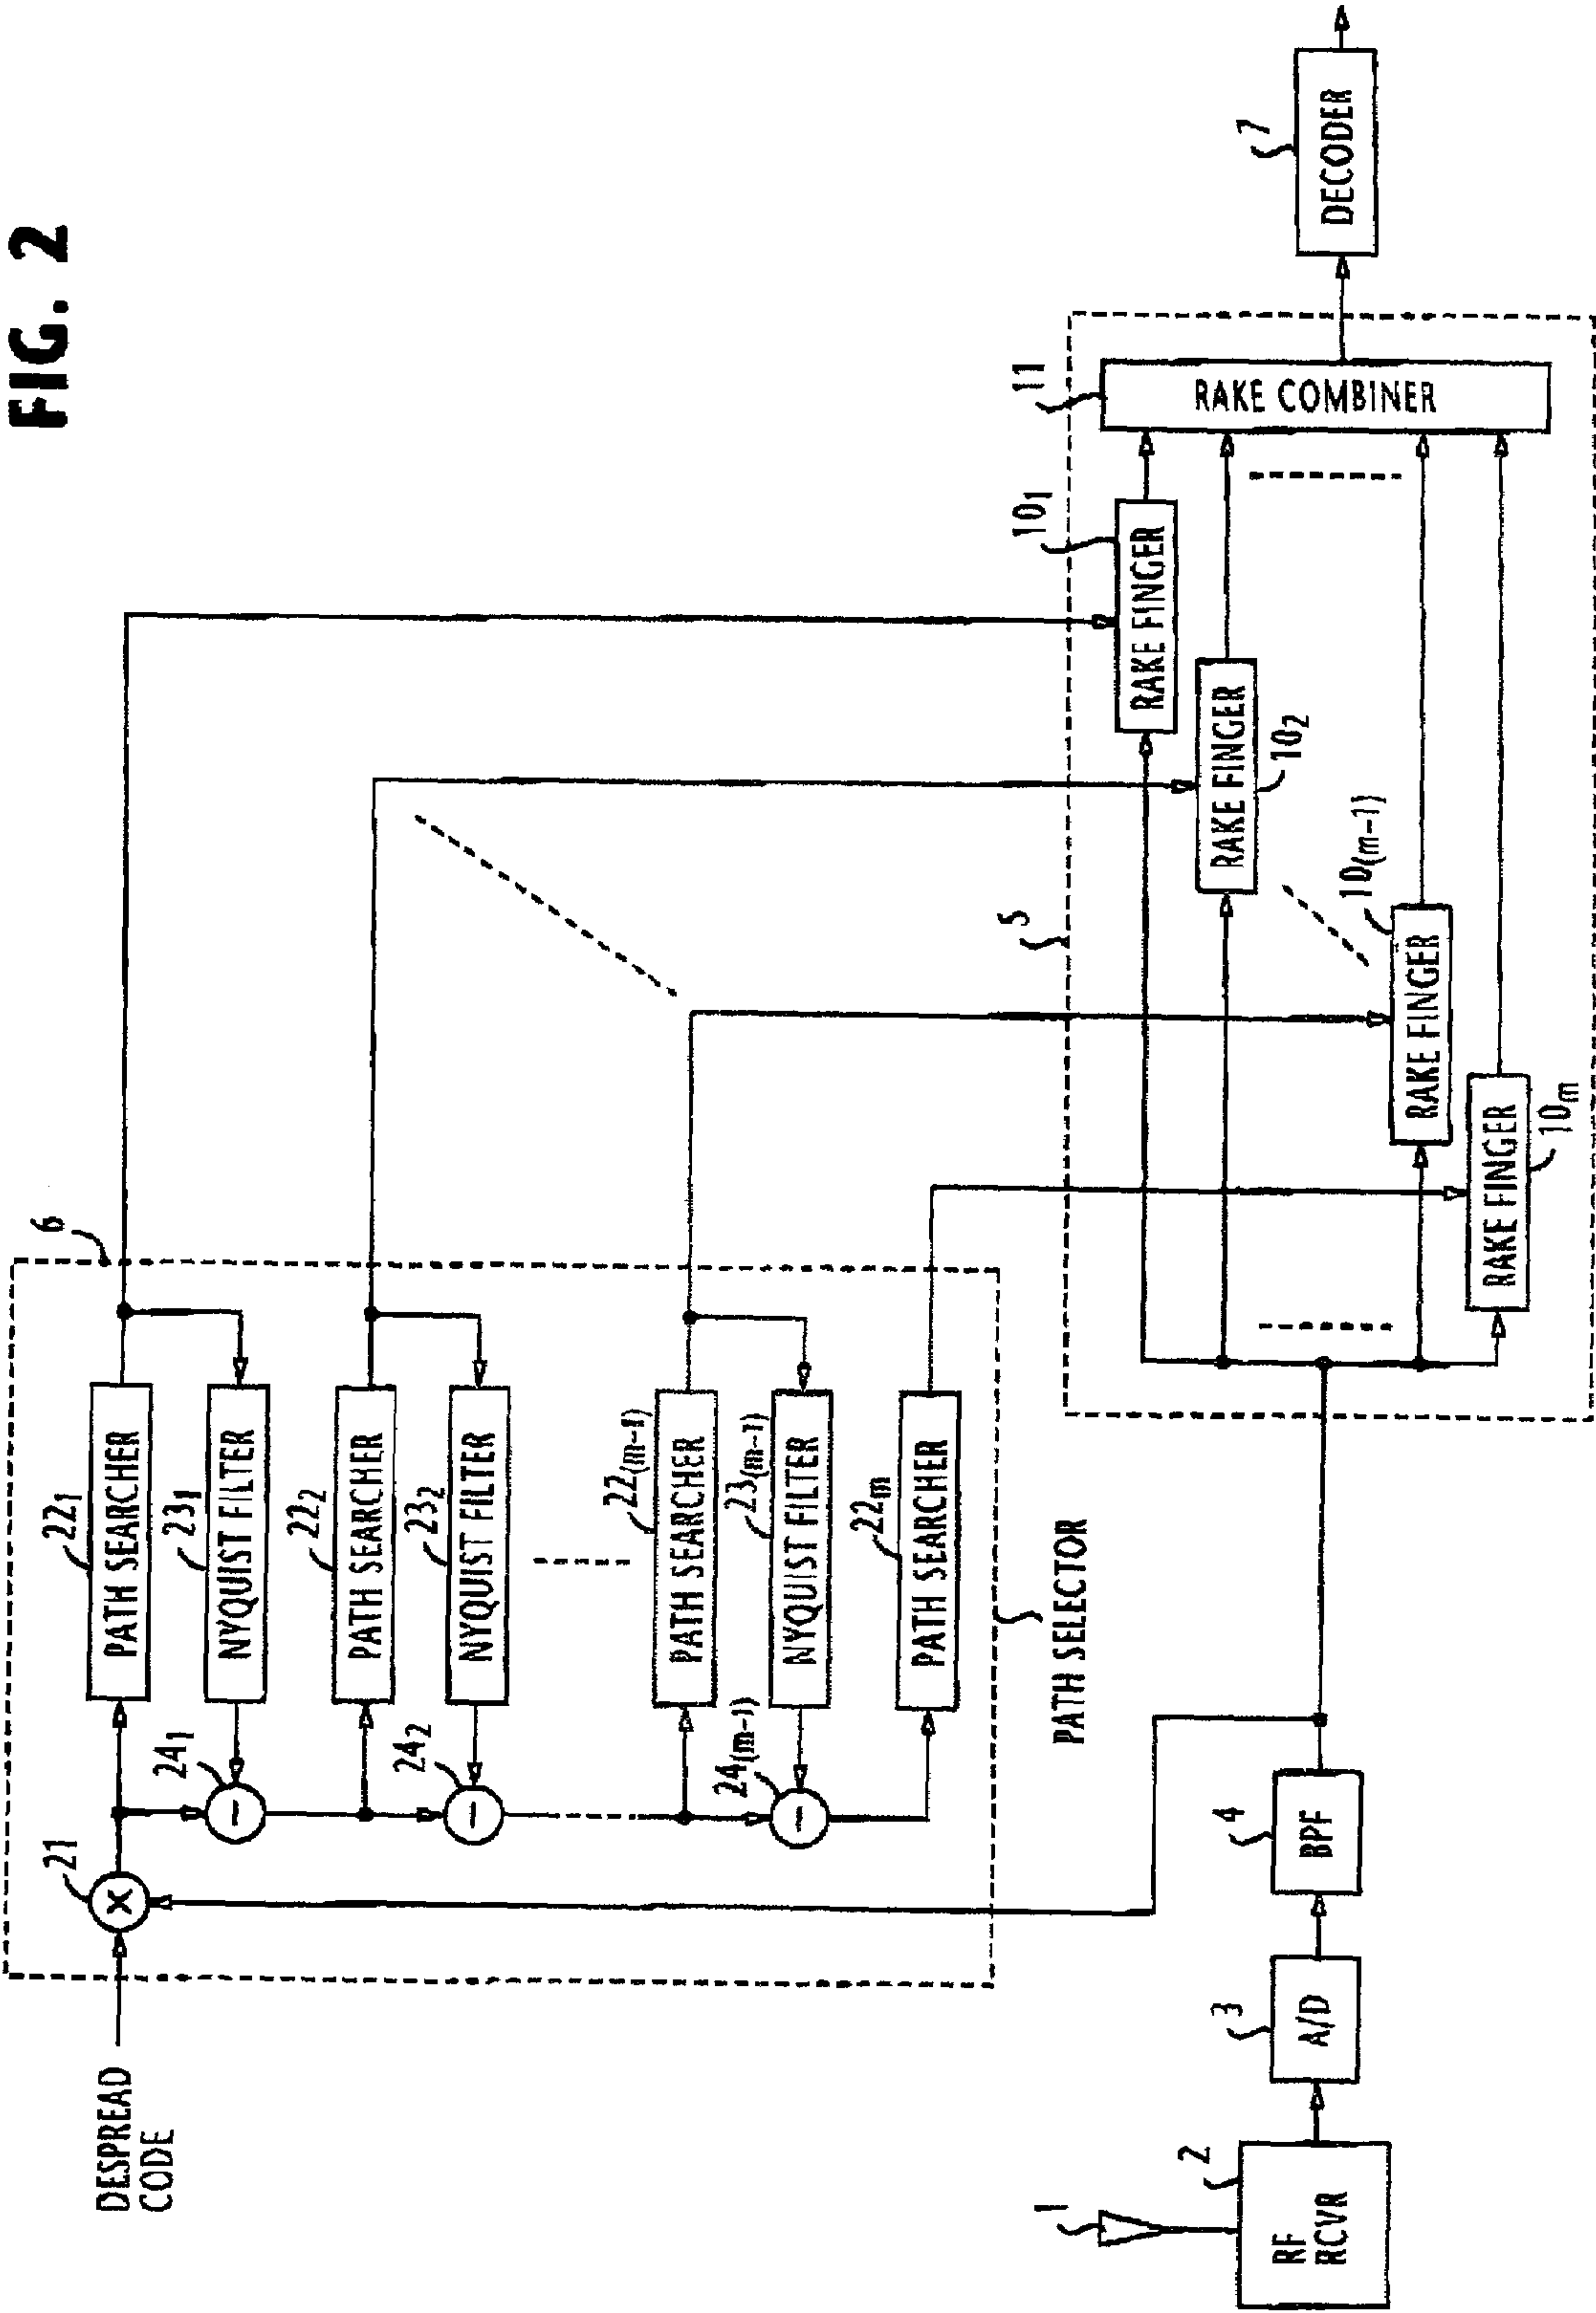 FIG. 2
DESPREAD
CODE
21
22₁
PATH SEARCHER
6
24₁
23₁
NYQUIST FILTER
22₂
PATH SEARCHER
24₂
23₂
NYQUIST FILTER
22(m-1)
PATH SEARCHER
24(m-1)
23(m-1)
NYQUIST FILTER
22m
PATH SEARCHER
PATH SELECTOR
1
2
RF
RCVR
3
A/D
4
BPF
5
10₁
RAKE FINGER
RAKE FINGER
10₂
10(m-1)
RAKE FINGER
RAKE FINGER
10m
11
RAKE COMBINER
7
DECODER
X
−
−
−